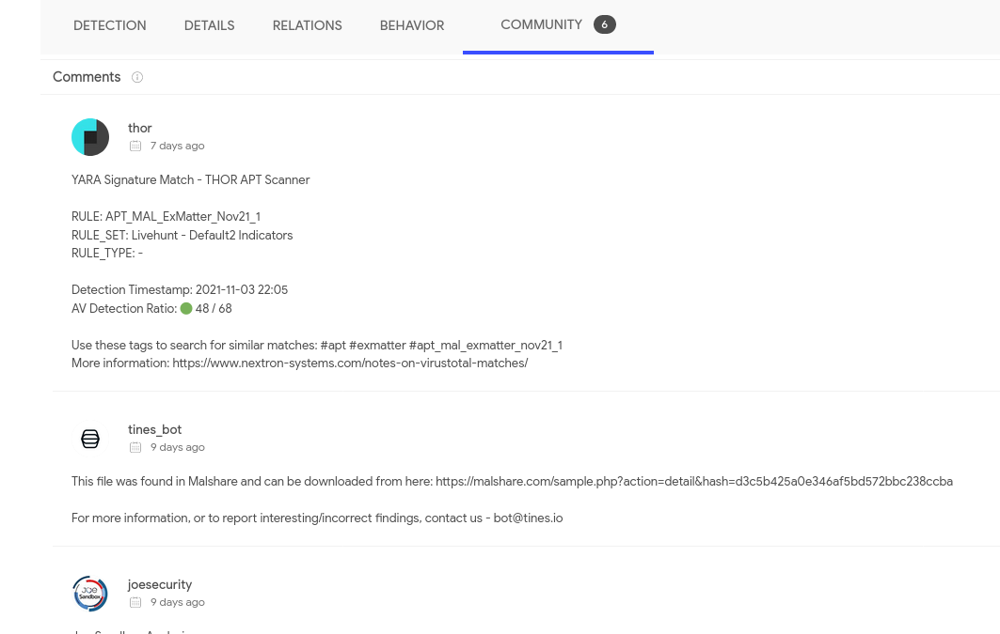 DETECTION DETAILS RELATIONS BEHAVIOR COMMUNITY 6
Comments
thor
7 days ago
YARA Signature Match - THOR APT Scanner
RULE: APT_MAL_ExMatter_Nov21_1
RULE_SET: Livehunt - Default2 Indicators
RULE_TYPE: -
Detection Timestamp: 2021-11-03 22:05
AV Detection Ratio: 🟢 48 / 68
Use these tags to search for similar matches: #apt #exmatter #apt_mal_exmatter_nov21_1
More information: https://www.nextron-systems.com/notes-on-virustotal-matches/
tines_bot
9 days ago
This file was found in Malshare and can be downloaded from here: https://malshare.com/sample.php?action=detail&hash=d3c5b425a0e346af5bd572bbc238ccba
For more information, or to report interesting/incorrect findings, contact us - bot@tines.io
JOe
Sandbox
joesecurity
9 days ago